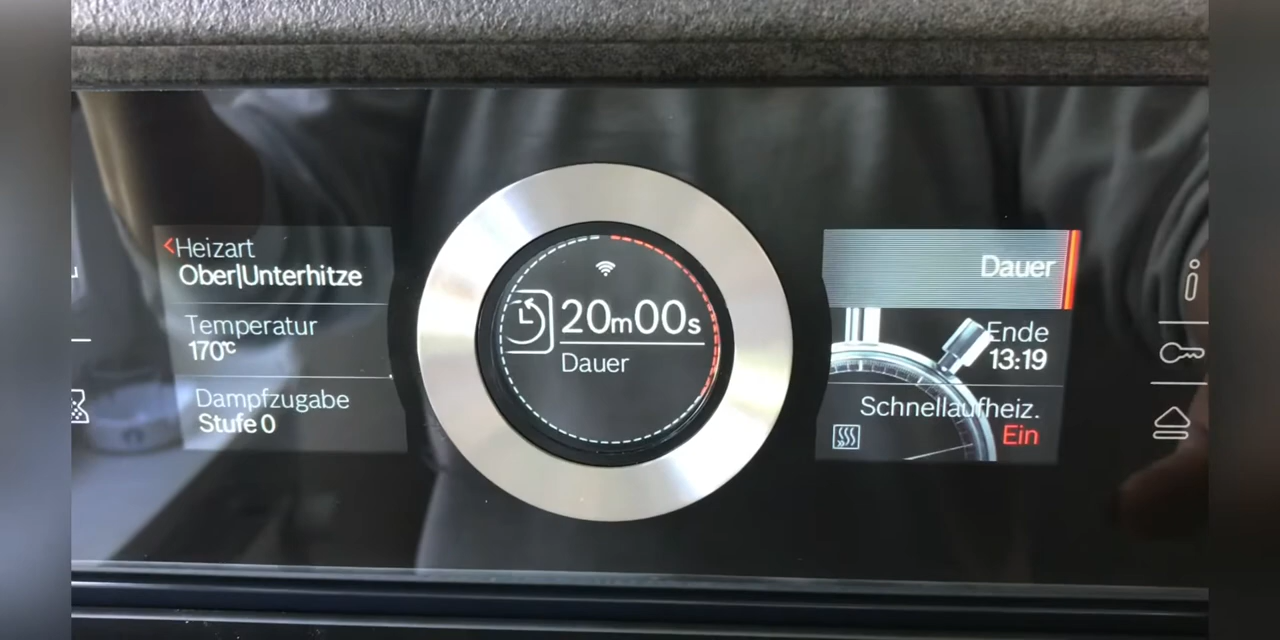 <Heizart
Ober|Unterhitze
Temperatur
170°C
Dampfzugabe
Stufe 0
20m00s
Dauer
Dauer
Ende
13:19
Schnellaufheiz.
Ein
i